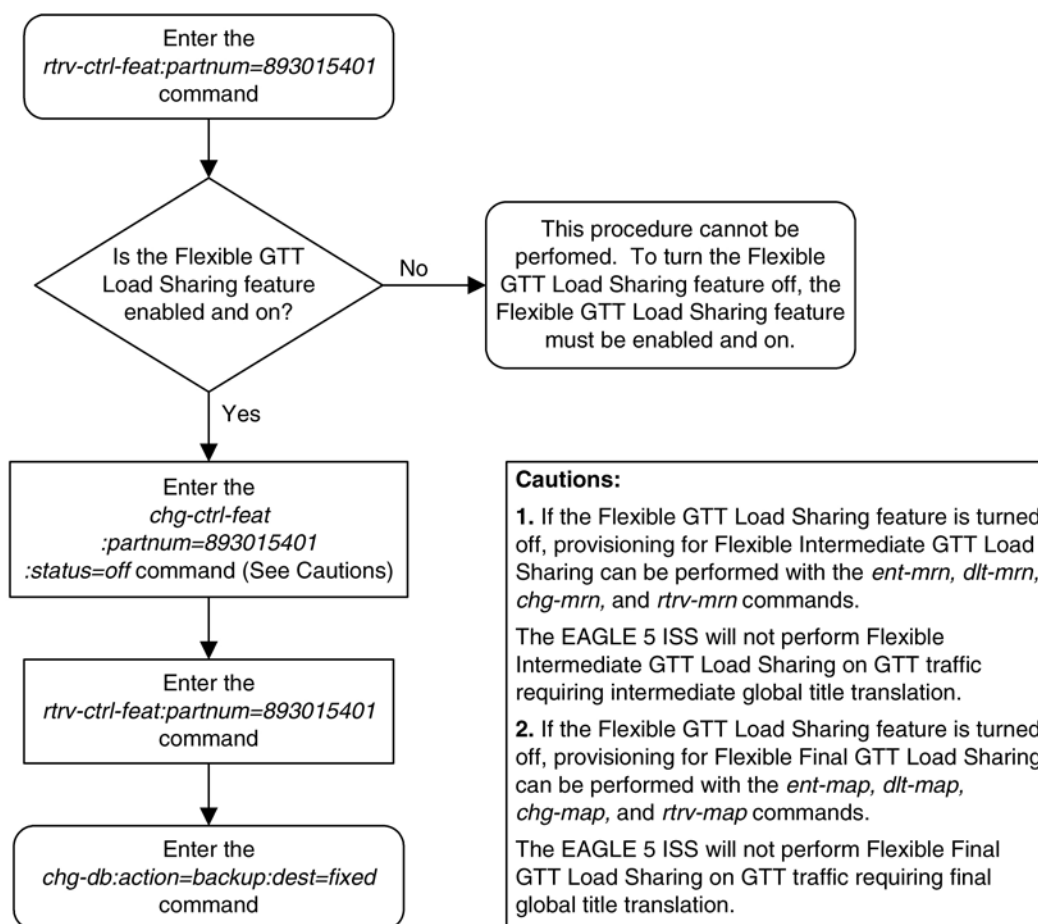 Enter the
rtrv-ctrl-feat:partnum=893015401
command
Is the Flexible GTT
Load Sharing feature
enabled and on?
No
This procedure cannot be
perfomed. To turn the Flexible
GTT Load Sharing feature off, the
Flexible GTT Load Sharing feature
must be enabled and on.
Yes
Enter the
chg-ctrl-feat
:partnum=893015401
:status=off command (See Cautions)
Enter the
rtrv-ctrl-feat:partnum=893015401
command
Enter the
chg-db:action=backup:dest=fixed
command
Cautions:
1. If the Flexible GTT Load Sharing feature is turned
off, provisioning for Flexible Intermediate GTT Load
Sharing can be performed with the ent-mrn, dlt-mrn,
chg-mrn, and rtrv-mrn commands.
The EAGLE 5 ISS will not perform Flexible
Intermediate GTT Load Sharing on GTT traffic
requiring intermediate global title translation.
2. If the Flexible GTT Load Sharing feature is turned
off, provisioning for Flexible Final GTT Load Sharing
can be performed with the ent-map, dlt-map,
chg-map, and rtrv-map commands.
The EAGLE 5 ISS will not perform Flexible Final
GTT Load Sharing on GTT traffic requiring final
global title translation.